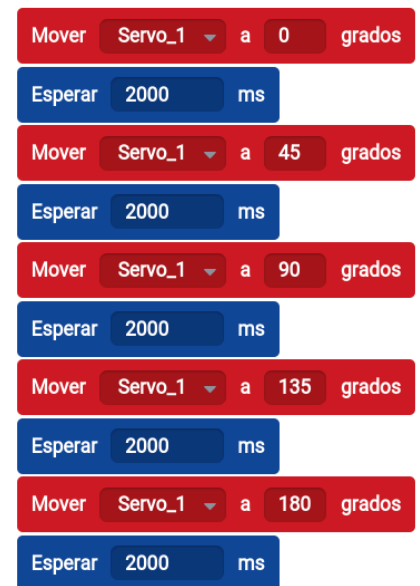 Mover Servo_1 a 0 grados
Esperar 2000 ms
Mover Servo_1 a 45 grados
Esperar 2000 ms
Mover Servo_1 a 90 grados
Esperar 2000 ms
Mover Servo_1 a 135 grados
Esperar 2000 ms
Mover Servo_1 a 180 grados
Esperar 2000 ms